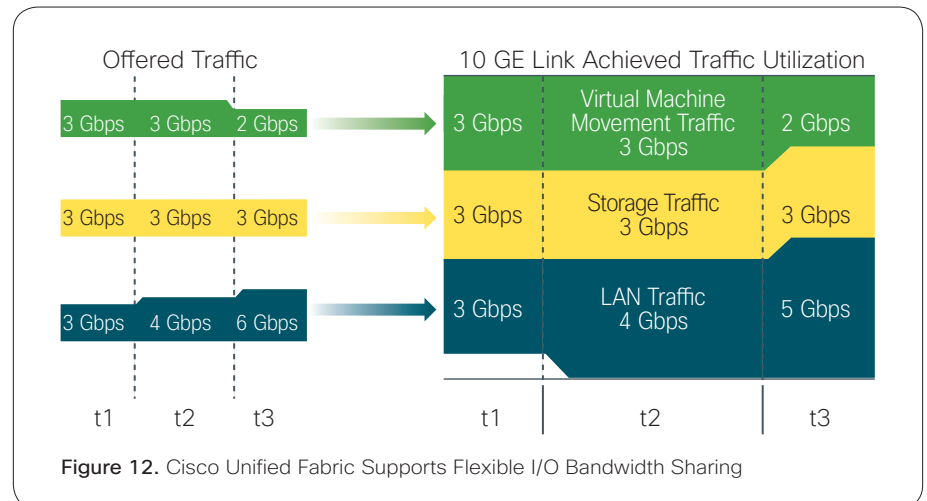 Offered Traffic
10 GE Link Achieved Traffic Utilization
3 Gbps 3 Gbps 2 Gbps
3 Gbps
Virtual Machine
Movement Traffic
3 Gbps
2 Gbps
3 Gbps 3 Gbps 3 Gbps
3 Gbps
Storage Traffic
3 Gbps
3 Gbps
3 Gbps 4 Gbps 6 Gbps
3 Gbps
LAN Traffic
4 Gbps
5 Gbps
t1 t2 t3
t1 t2 t3
Figure 12. Cisco Unified Fabric Supports Flexible I/O Bandwidth Sharing